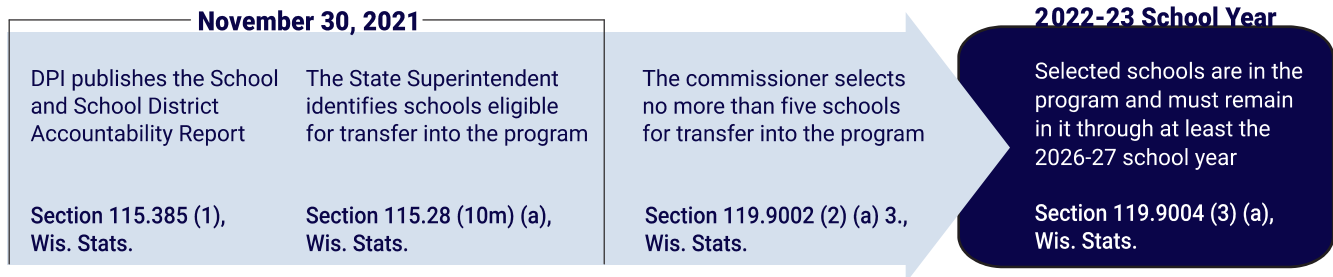 November 30, 2021
DPI publishes the School
and School District
Accountability Report
Section 115.385 (1),
Wis. Stats.
The State Superintendent
identifies schools eligible
for transfer into the program
Section 115.28 (10m) (a),
Wis. Stats.
The commissioner selects
no more than five schools
for transfer into the program
Section 119.9002 (2) (a) 3.,
Wis. Stats.
2022-23 School Year
Selected schools are in the
program and must remain
in it through at least the
2026-27 school year
Section 119.9004 (3) (a),
Wis. Stats.